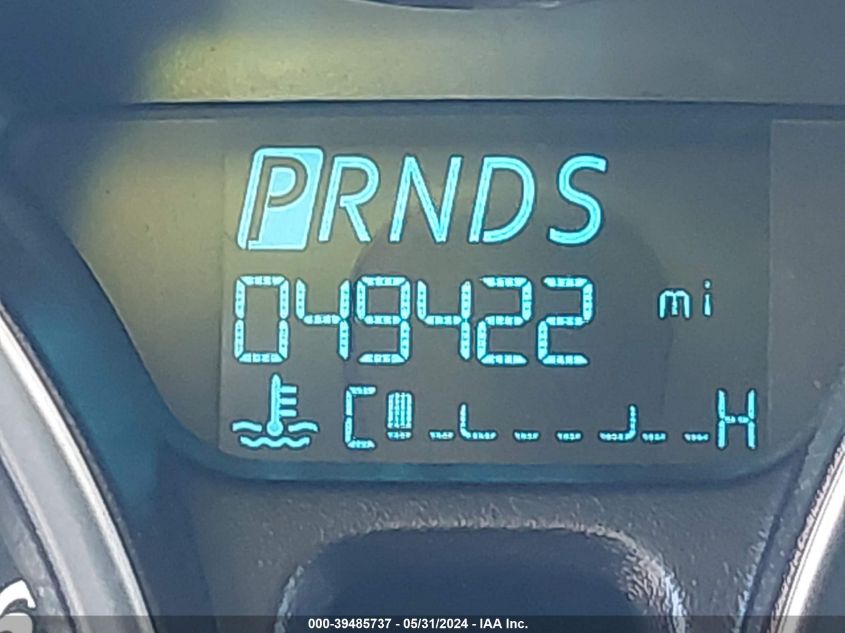 PRNDS
049422 mi
C H
000-39485737 - 05/31/2024 - IAA Inc.